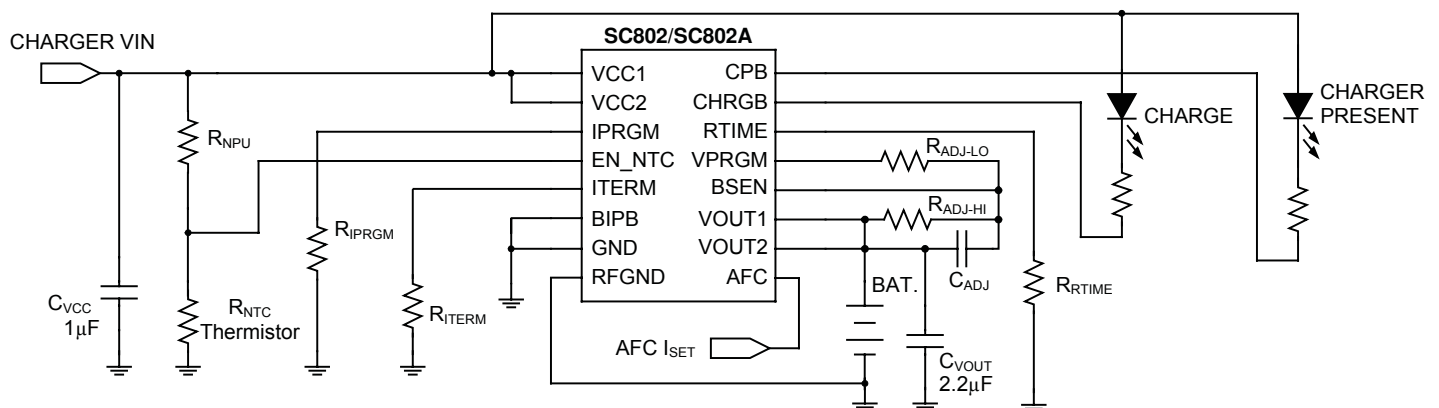 SC802/SC802A
CHARGER VIN
VCC1
VCC2
IPRGM
EN_NTC
ITERM
BIPB
GND
RFGND
CPB
CHRGB
RTIME
VPRGM
BSEN
VOUT1
VOUT2
AFC
CHARGE
CHARGER
PRESENT
RNPU
RADJ-LO
RADJ-HI
RIPRGM
CVCC
1μF
RNTC
Thermistor
RITERM
BAT.
CADJ
RRTIME
AFC ISET
CVOUT
2.2μF